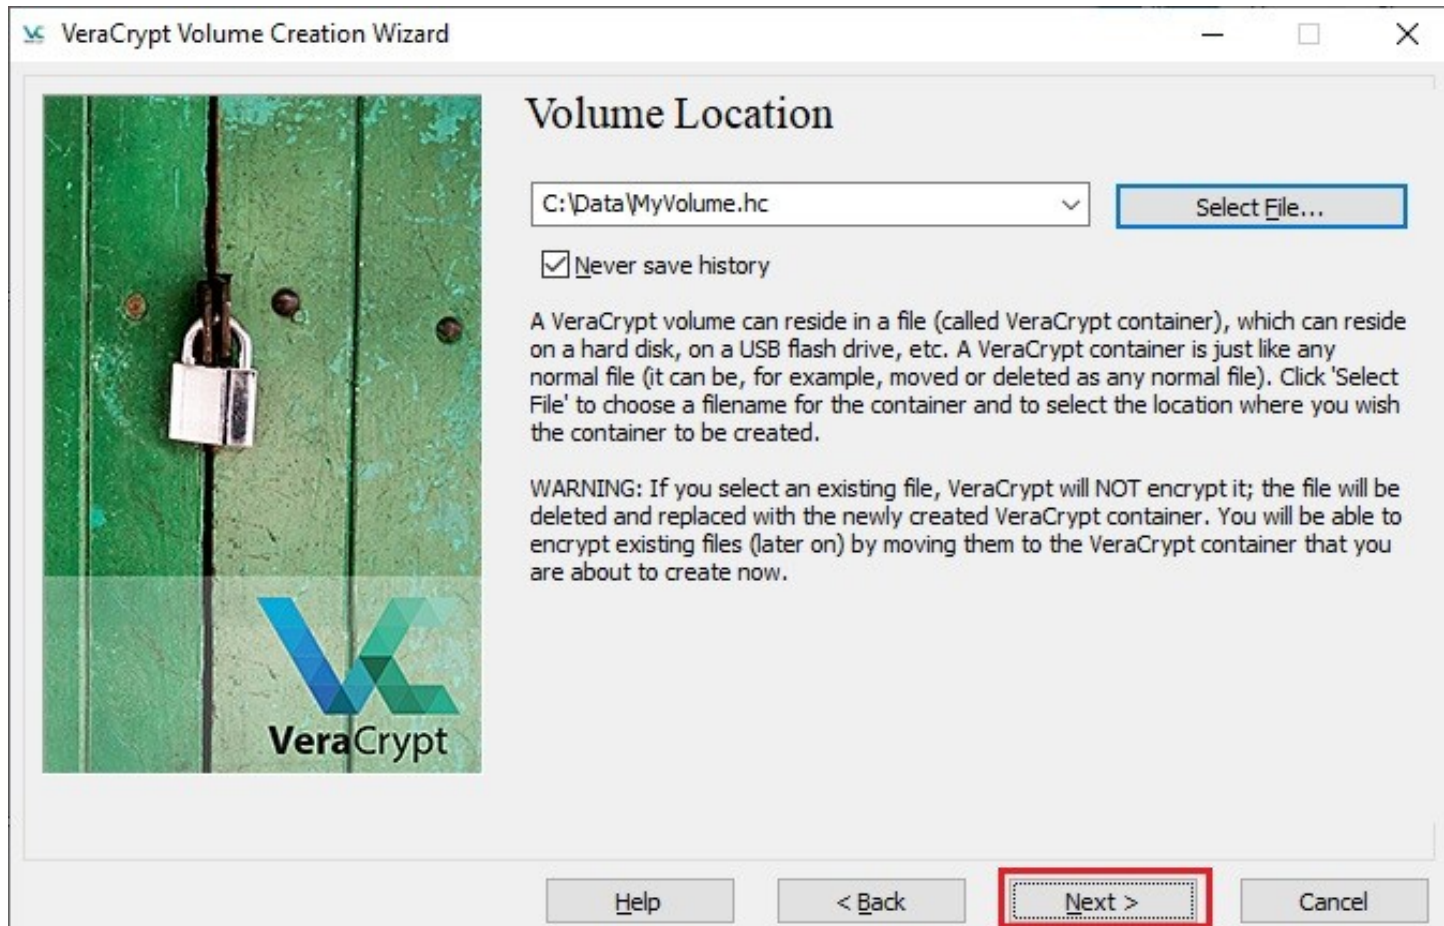 VeraCrypt Volume Creation Wizard
Volume Location
C:\Data\MyVolume.hc
Select File...
Never save history
A VeraCrypt volume can reside in a file (called VeraCrypt container), which can reside
on a hard disk, on a USB flash drive, etc. A VeraCrypt container is just like any
normal file (it can be, for example, moved or deleted as any normal file). Click 'Select
File' to choose a filename for the container and to select the location where you wish
the container to be created.
WARNING: If you select an existing file, VeraCrypt will NOT encrypt it; the file will be
deleted and replaced with the newly created VeraCrypt container. You will be able to
encrypt existing files (later on) by moving them to the VeraCrypt container that you
are about to create now.
VeraCrypt
Help
< Back
Next >
Cancel